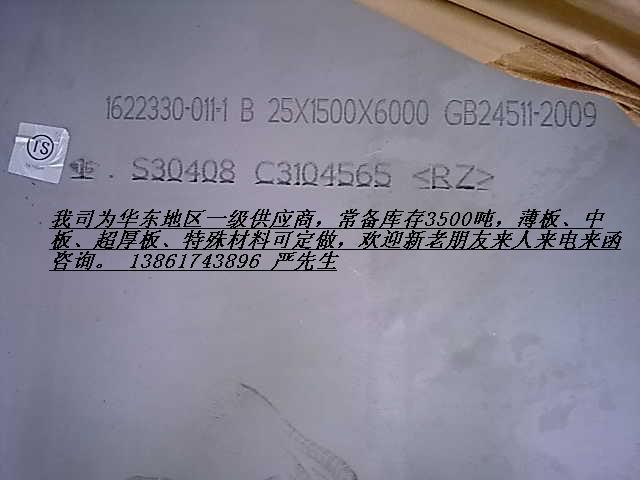 1622330-011-1 B 25X1500X6000 GB24511-2009
TS
1E. S30408 C3104565 <RZ>
我司为华东地区一级供应商，常备库存3500吨，薄板、中
板、超厚板、特殊材料可定做，欢迎新老朋友来人来电来函
咨询。 13861743896 严先生